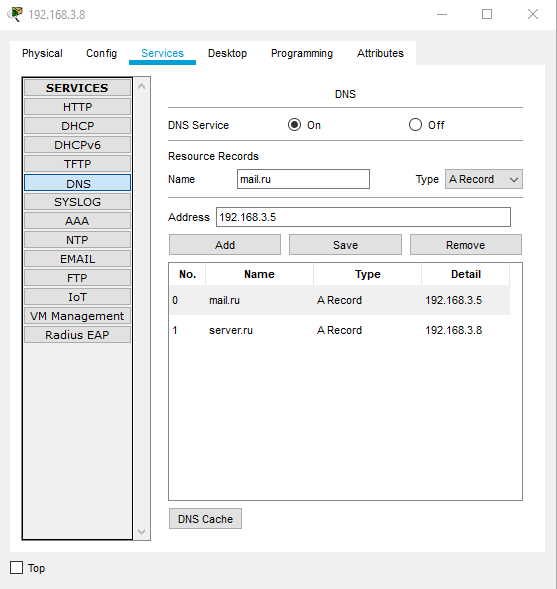 192.168.3.8
Physical Config Services Desktop Programming Attributes
SERVICES
HTTP
DHCP
DHCPv6
TFTP
DNS
SYSLOG
AAA
NTP
EMAIL
FTP
IoT
VM Management
Radius EAP
DNS
DNS Service On Off
Resource Records
Name mail.ru Type A Record
Address 192.168.3.5
Add Save Remove
No. Name Type Detail
0 mail.ru A Record 192.168.3.5
1 server.ru A Record 192.168.3.8
DNS Cache
Top